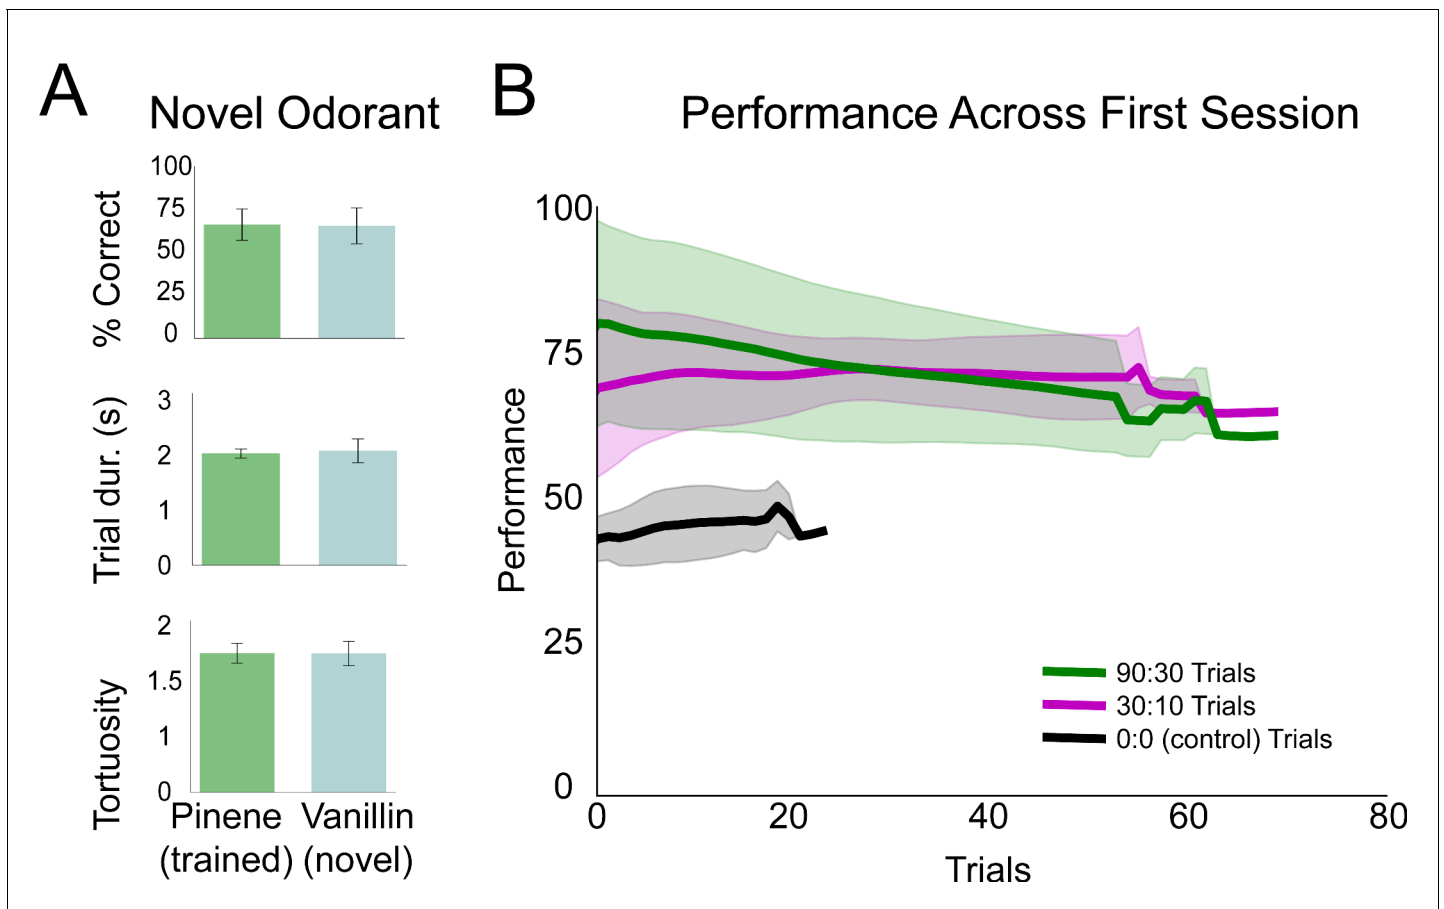 A
Novel Odorant
% Correct
100
75
50
25
0
Trial dur. (s)
3
2
1
0
Tortuosity
2
1.5
1
0
Pinene Vanillin
(trained) (novel)
B
Performance Across First Session
Performance
100
75
50
25
0
0 20 40 60 80
Trials
90:30 Trials
30:10 Trials
0:0 (control) Trials